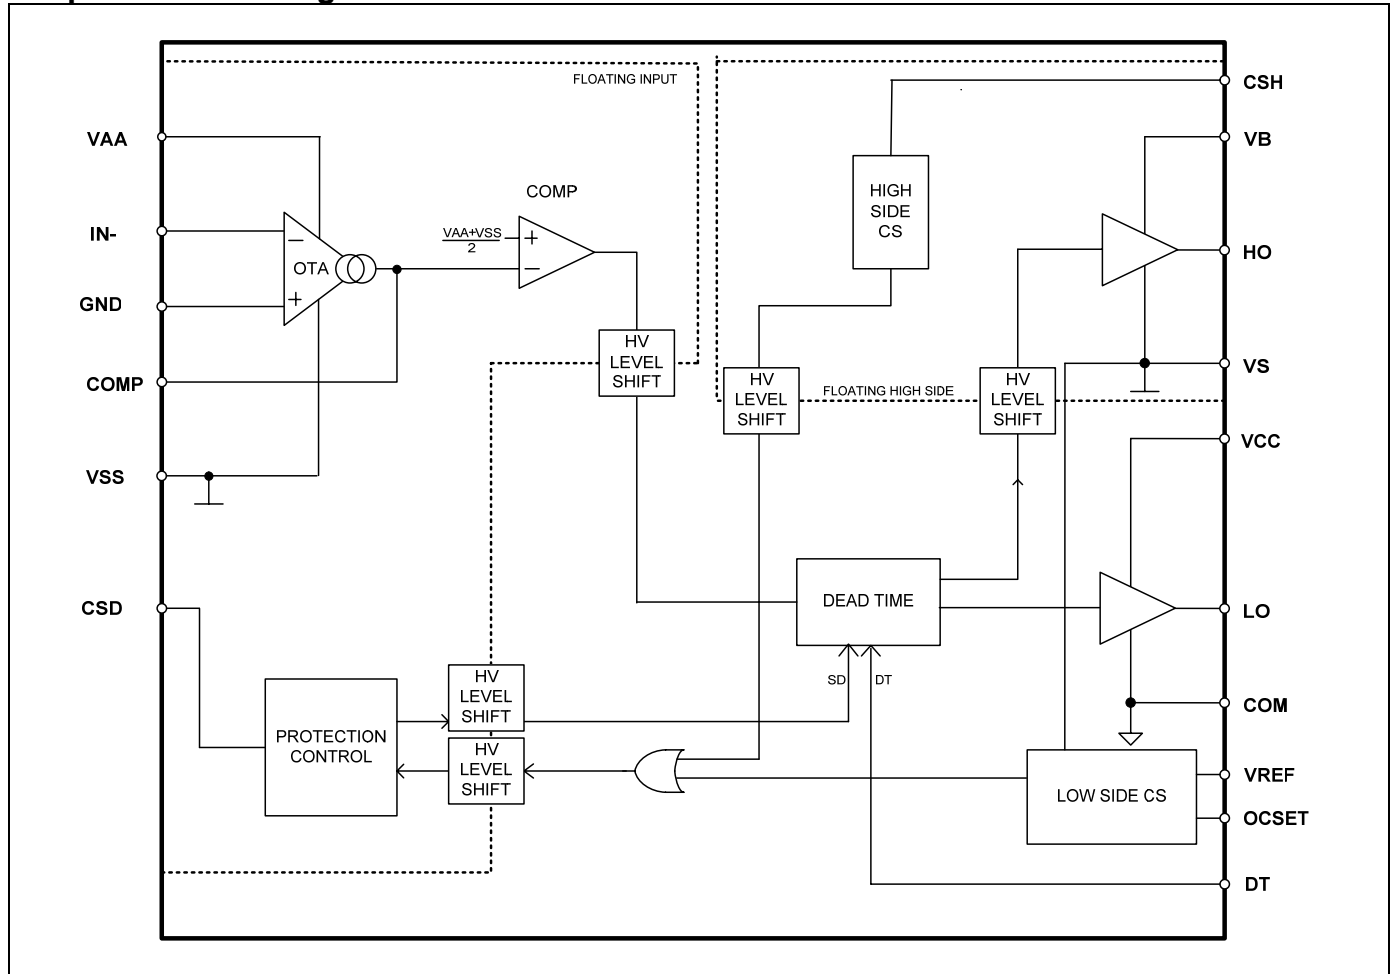 FLOATING INPUT
CSH
VAA
VB
COMP
HIGH
SIDE
CS
IN-
VAA+VSS
2
+
−
−
OTA
+
HO
GND
HV
LEVEL
SHIFT
VS
COMP
HV
LEVEL
SHIFT
FLOATING HIGH SIDE
HV
LEVEL
SHIFT
VCC
VSS
CSD
DEAD TIME
LO
SD
DT
HV
LEVEL
SHIFT
COM
PROTECTION
CONTROL
HV
LEVEL
SHIFT
VREF
LOW SIDE CS
OCSET
DT